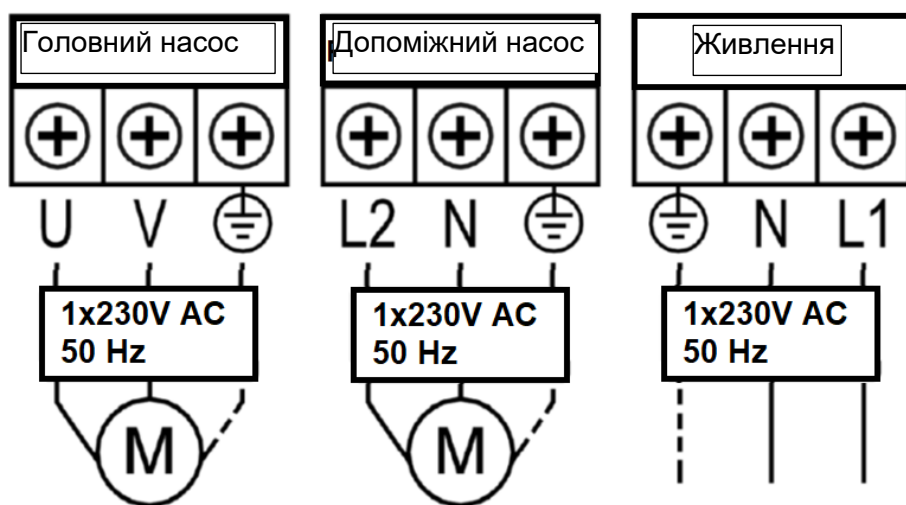 Головний насос
Допоміжний насос
Живлення
U V
L2 N
N L1
1x230V AC
50 Hz
1x230V AC
50 Hz
1x230V AC
50 Hz
M
M